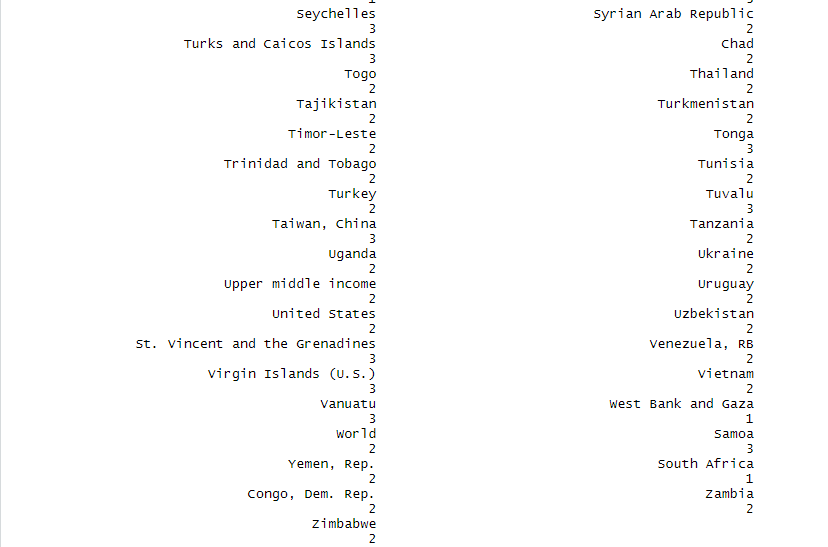 Seychelles Syrian Arab Republic
3 2
Turks and Caicos Islands Chad
3 2
Togo Thailand
2 2
Tajikistan Turkmenistan
2 2
Timor-Leste Tonga
2 3
Trinidad and Tobago Tunisia
2 2
Turkey Tuvalu
2 3
Taiwan, China Tanzania
3 2
Uganda Ukraine
2 2
Upper middle income Uruguay
2 2
United States Uzbekistan
2 2
St. Vincent and the Grenadines Venezuela, RB
3 2
Virgin Islands (U.S.) Vietnam
3 2
Vanuatu West Bank and Gaza
3 1
World Samoa
2 3
Yemen, Rep. South Africa
2 1
Congo, Dem. Rep. Zambia
2 2
Zimbabwe
2